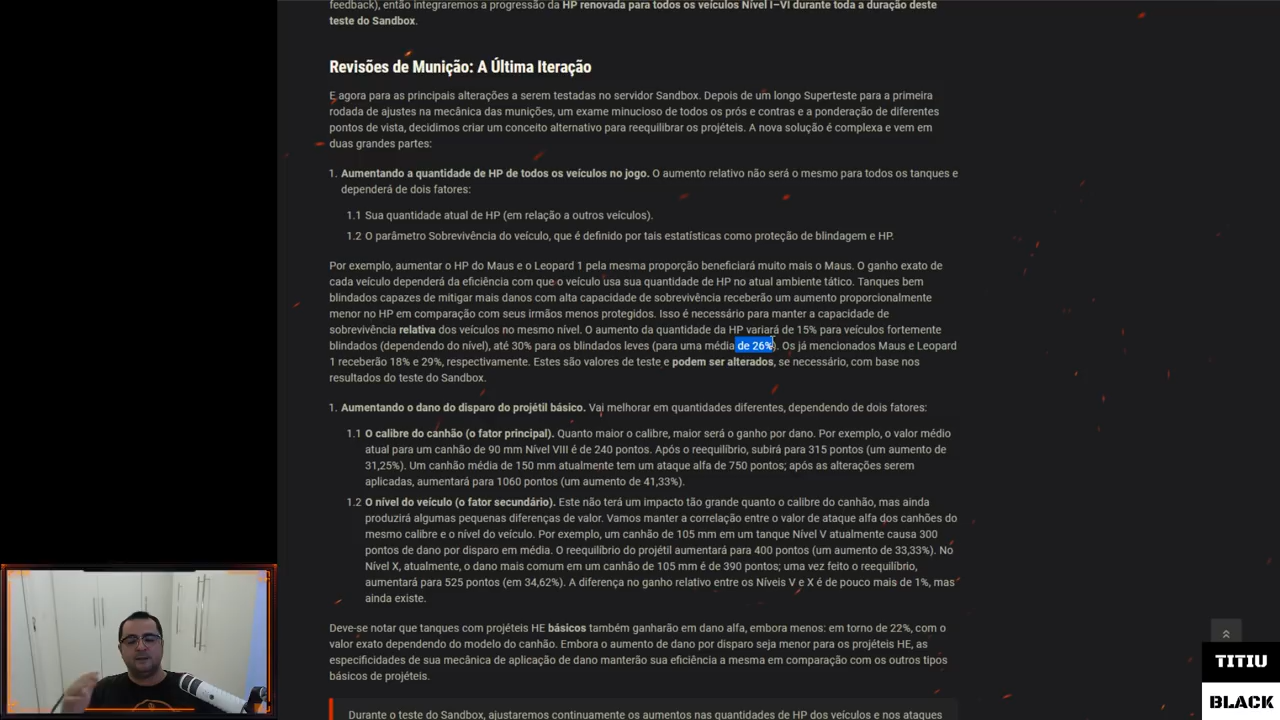 feedback), então integraremos a progressão da HP renovada para todos os veículos Nível I–VI durante toda a duração deste
teste do Sandbox.
Revisões de Munição: A Última Iteração
E agora para as principais alterações a serem testadas no servidor Sandbox. Depois de um longo Superteste para a primeira
rodada de ajustes na mecânica das munições, um exame minucioso de todos os prós e contras e a ponderação de diferentes
pontos de vista, decidimos criar um conceito alternativo para reequilibrar os projéteis. A nova solução é complexa e vem em
duas grandes partes:
1. Aumentando a quantidade de HP de todos os veículos no jogo. O aumento relativo não será o mesmo para todos os tanques e
dependerá de dois fatores:
1.1 Sua quantidade atual de HP (em relação a outros veículos).
1.2 O parâmetro Sobrevivência do veículo, que é definido por tais estatísticas como proteção de blindagem e HP.
Por exemplo, aumentar o HP do Maus e o Leopard 1 pela mesma proporção beneficiará muito mais o Maus. O ganho exato de
cada veículo dependerá da eficiência com que o veículo usa sua quantidade de HP no atual ambiente tático. Tanques bem
blindados capazes de mitigar mais danos com alta capacidade de sobrevivência receberão um aumento proporcionalmente
menor no HP em comparação com seus irmãos menos protegidos. Isso é necessário para manter a capacidade de
sobrevivência relativa dos veículos no mesmo nível. O aumento da quantidade da HP variará de 15% para veículos fortemente
blindados (dependendo do nível), até 30% para os blindados leves (para uma média de 26%). Os já mencionados Maus e Leopard
1 receberão 18% e 29%, respectivamente. Estes são valores de teste e podem ser alterados, se necessário, com base nos
resultados do teste do Sandbox.
1. Aumentando o dano do disparo do projétil básico. Vai melhorar em quantidades diferentes, dependendo de dois fatores:
1.1 O calibre do canhão (o fator principal). Quanto maior o calibre, maior será o ganho por dano. Por exemplo, o valor médio
atual para um canhão de 90 mm Nível VIII é de 240 pontos. Após o reequilíbrio, subirá para 315 pontos (um aumento de
31,25%). Um canhão média de 150 mm atualmente tem um ataque alfa de 750 pontos; após as alterações serem
aplicadas, aumentará para 1060 pontos (um aumento de 41,33%).
1.2 O nível do veículo (o fator secundário). Este não terá um impacto tão grande quanto o calibre do canhão, mas ainda
produzirá algumas pequenas diferenças de valor. Vamos manter a correlação entre o valor de ataque alfa dos canhões do
mesmo calibre e o nível do veículo. Por exemplo, um canhão de 105 mm em um tanque Nível V atualmente causa 300
pontos de dano por disparo em média. O reequilíbrio do projétil aumentará para 400 pontos (um aumento de 33,33%). No
Nível X, atualmente, o dano mais comum em um canhão de 105 mm é de 390 pontos; uma vez feito o reequilíbrio,
aumentará para 525 pontos (em 34,62%). A diferença no ganho relativo entre os Níveis V e X é de pouco mais de 1%, mas
ainda existe.
Deve-se notar que tanques com projéteis HE básicos também ganharão em dano alfa, embora menos: em torno de 22%, com o
valor exato dependendo do modelo do canhão. Embora o aumento de dano por disparo seja menor para os projéteis HE, as
especificidades de sua mecânica de aplicação de dano manterão sua eficiência a mesma em comparação com os outros tipos
básicos de projéteis.
Durante o teste do Sandbox, ajustaremos continuamente os aumentos nas quantidades de HP dos veículos e nos ataques
TITIU
BLACK